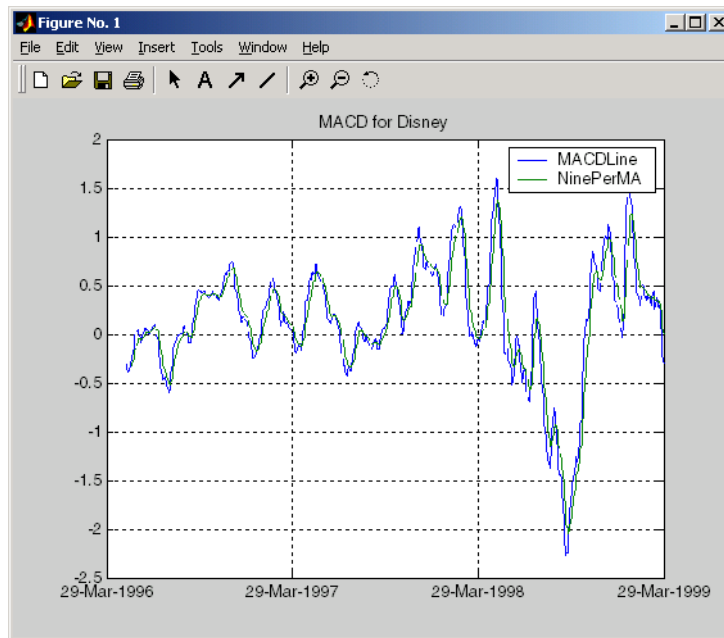 Figure No. 1
File Edit View Insert Tools Window Help
A
MACD for Disney
MACDLine
NinePerMA
2
1.5
1
0.5
0
-0.5
-1
-1.5
-2
-2.5
29-Mar-1996 29-Mar-1997 29-Mar-1998 29-Mar-1999